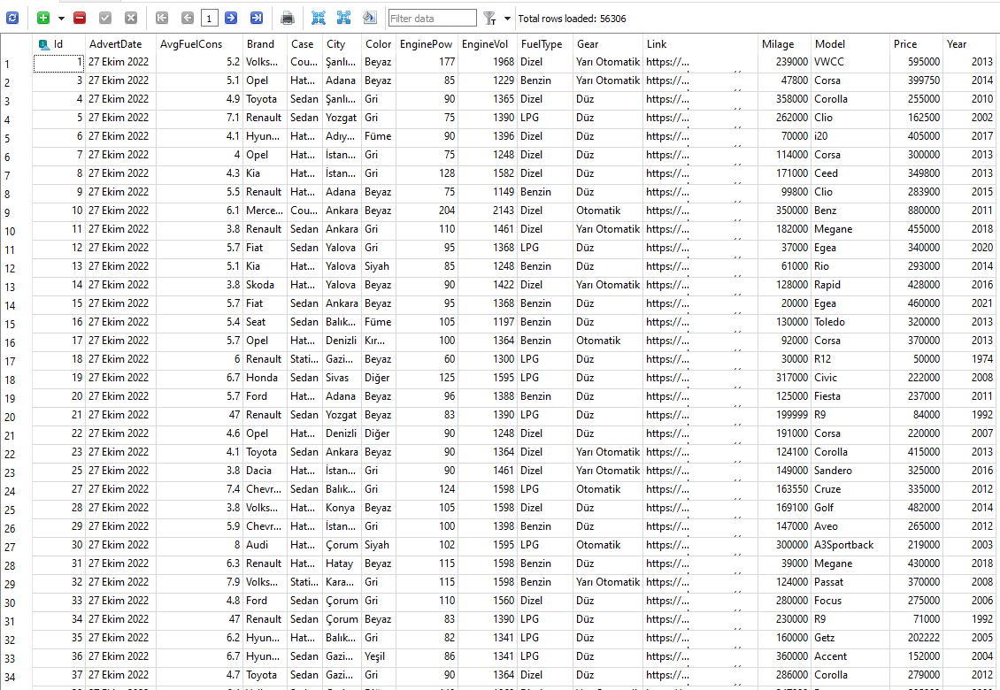 1 Filter data Total rows loaded: 56306
Id AdvertDate AvgFuelCons Brand Case City Color EnginePow EngineVol FuelType Gear Link Milage Model Price Year
1 1 27 Ekim 2022 5.2 Volks... Cou... Şanlı... Beyaz 177 1968 Dizel Yarı Otomatik https://... 239000 VWCC 595000 2013
2 3 27 Ekim 2022 5.1 Opel Hat... Adana Beyaz 85 1229 Benzin Yarı Otomatik https://... 47800 Corsa 399750 2014
3 4 27 Ekim 2022 4.9 Toyota Sedan Şanlı... Gri 90 1365 Dizel Düz https://... 358000 Corolla 255000 2010
4 5 27 Ekim 2022 7.1 Renault Sedan Yozgat Gri 75 1390 LPG Düz https://... 262000 Clio 162500 2002
5 6 27 Ekim 2022 4.1 Hyun... Hat... Adıy... Füme 90 1396 Dizel Düz https://... 70000 i20 405000 2017
6 7 27 Ekim 2022 4 Opel Hat... İstan... Gri 75 1248 Dizel Düz https://... 114000 Corsa 300000 2013
7 8 27 Ekim 2022 4.3 Kia Hat... İstan... Gri 128 1582 Dizel Düz https://... 171000 Ceed 349800 2013
8 9 27 Ekim 2022 5.5 Renault Hat... Adana Beyaz 75 1149 Benzin Düz https://... 99800 Clio 283900 2015
9 10 27 Ekim 2022 6.1 Merce... Cou... Ankara Beyaz 204 2143 Dizel Otomatik https://... 350000 Benz 880000 2011
10 11 27 Ekim 2022 3.8 Renault Sedan Ankara Gri 110 1461 Dizel Yarı Otomatik https://... 182000 Megane 455000 2018
11 12 27 Ekim 2022 5.7 Fiat Sedan Yalova Gri 95 1368 LPG Düz https://... 37000 Egea 340000 2020
12 13 27 Ekim 2022 5.1 Kia Hat... Yalova Siyah 85 1248 Benzin Düz https://... 61000 Rio 293000 2014
13 14 27 Ekim 2022 3.8 Skoda Hat... Yalova Beyaz 90 1422 Dizel Yarı Otomatik https://... 128000 Rapid 428000 2016
14 15 27 Ekim 2022 5.7 Fiat Sedan Ankara Beyaz 95 1368 Benzin Düz https://... 20000 Egea 460000 2021
15 16 27 Ekim 2022 5.4 Seat Sedan Balık... Füme 105 1197 Benzin Düz https://... 130000 Toledo 320000 2013
16 17 27 Ekim 2022 5.7 Opel Hat... Denizli Kır... 100 1364 Benzin Otomatik https://... 92000 Corsa 370000 2013
17 18 27 Ekim 2022 6 Renault Stati... Gazi... Beyaz 60 1300 LPG Düz https://... 30000 R12 50000 1974
18 19 27 Ekim 2022 6.7 Honda Sedan Sivas Diğer 125 1595 LPG Düz https://... 317000 Civic 222000 2008
19 20 27 Ekim 2022 5.7 Ford Hat... Adana Beyaz 96 1388 Benzin Düz https://... 125000 Fiesta 237000 2011
20 21 27 Ekim 2022 47 Renault Sedan Yozgat Beyaz 83 1390 LPG Düz https://... 199999 R9 84000 1992
21 22 27 Ekim 2022 4.6 Opel Hat... Denizli Diğer 90 1248 Dizel Düz https://... 191000 Corsa 220000 2007
22 23 27 Ekim 2022 4.1 Toyota Sedan Ankara Beyaz 90 1364 Dizel Yarı Otomatik https://... 124100 Corolla 415000 2013
23 25 27 Ekim 2022 3.8 Dacia Hat... İstan... Gri 90 1461 Dizel Yarı Otomatik https://... 149000 Sandero 325000 2016
24 27 27 Ekim 2022 7.4 Chevr... Sedan Balık... Gri 124 1598 LPG Otomatik https://... 163550 Cruze 335000 2012
25 28 27 Ekim 2022 3.8 Volks... Hat... Konya Beyaz 105 1598 Dizel Düz https://... 169100 Golf 482000 2014
26 29 27 Ekim 2022 5.9 Chevr... Hat... İstan... Gri 100 1398 Benzin Düz https://... 147000 Aveo 265000 2012
27 30 27 Ekim 2022 8 Audi Hat... Çorum Siyah 102 1595 LPG Otomatik https://... 300000 A3Sportback 219000 2003
28 31 27 Ekim 2022 6.3 Renault Hat... Hatay Beyaz 115 1598 Benzin Düz https://... 39000 Megane 430000 2018
29 32 27 Ekim 2022 7.9 Volks... Stati... Kara... Gri 115 1598 Benzin Yarı Otomatik https://... 124000 Passat 370000 2008
30 33 27 Ekim 2022 4.8 Ford Sedan Çorum Gri 110 1560 Dizel Düz https://... 280000 Focus 275000 2006
31 34 27 Ekim 2022 47 Renault Sedan Çorum Beyaz 83 1390 LPG Düz https://... 230000 R9 71000 1992
32 35 27 Ekim 2022 6.2 Hyun... Hat... Balık... Gri 82 1341 LPG Düz https://... 160000 Getz 202222 2005
33 36 27 Ekim 2022 6.7 Hyun... Sedan Gazi... Yeşil 86 1341 LPG Düz https://... 360000 Accent 152000 2004
34 37 27 Ekim 2022 4.7 Toyota Sedan Gazi... Gri 90 1364 Dizel Düz https://... 286000 Corolla 279000 2012